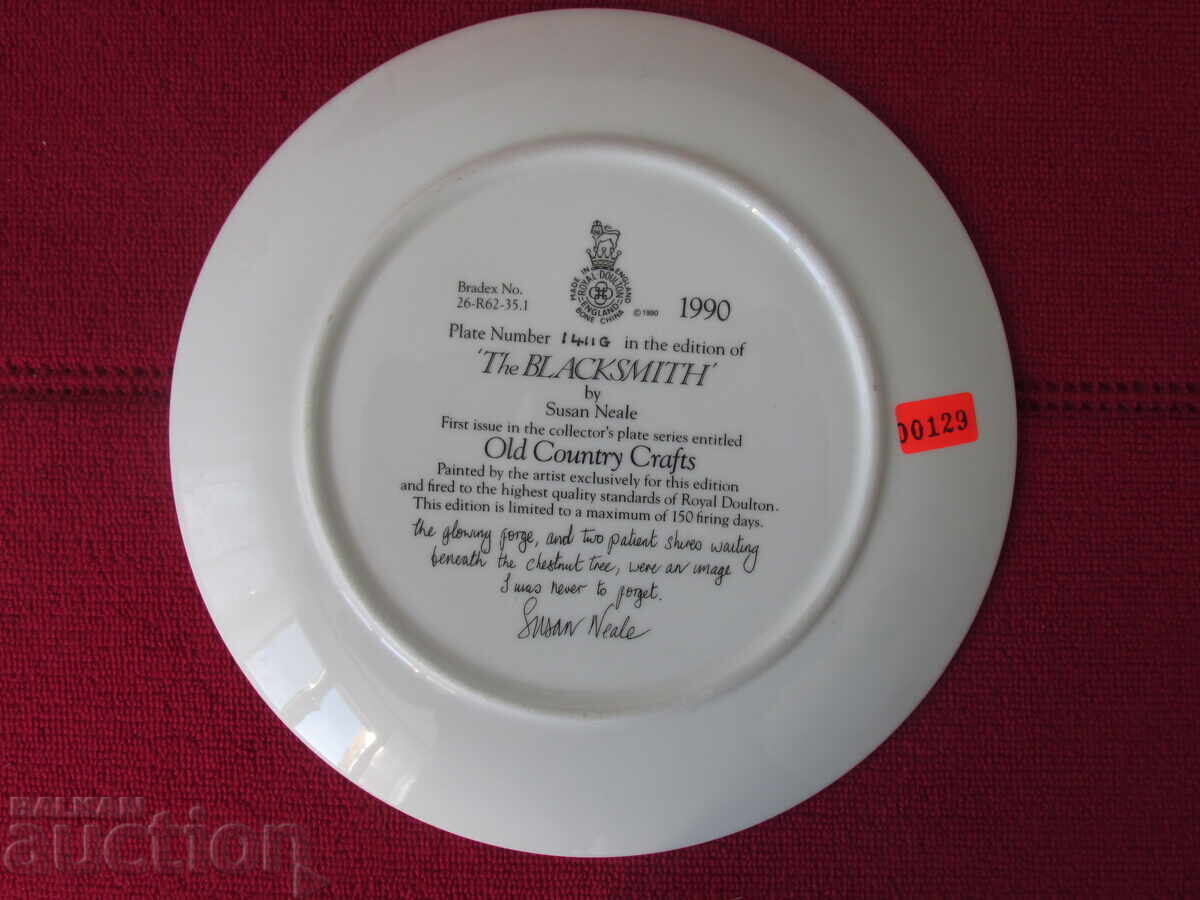 MADE IN ENGLAND
ROYAL DOULTON
ENGLAND
BONE CHINA
© 1990
1990
Bradex No.
26-R62-35.1
Plate Number 1411G in the edition of
'The BLACKSMITH'
by
Susan Neale
First issue in the collector's plate series entitled
Old Country Crafts
Painted by the artist exclusively for this edition
and fired to the highest quality standards of Royal Doulton.
This edition is limited to a maximum of 150 firing days.
the glowing forge, and two patient shires waiting
beneath the chestnut tree, were an image
I was never to forget.
Susan Neale
00129
BALKAN
auction